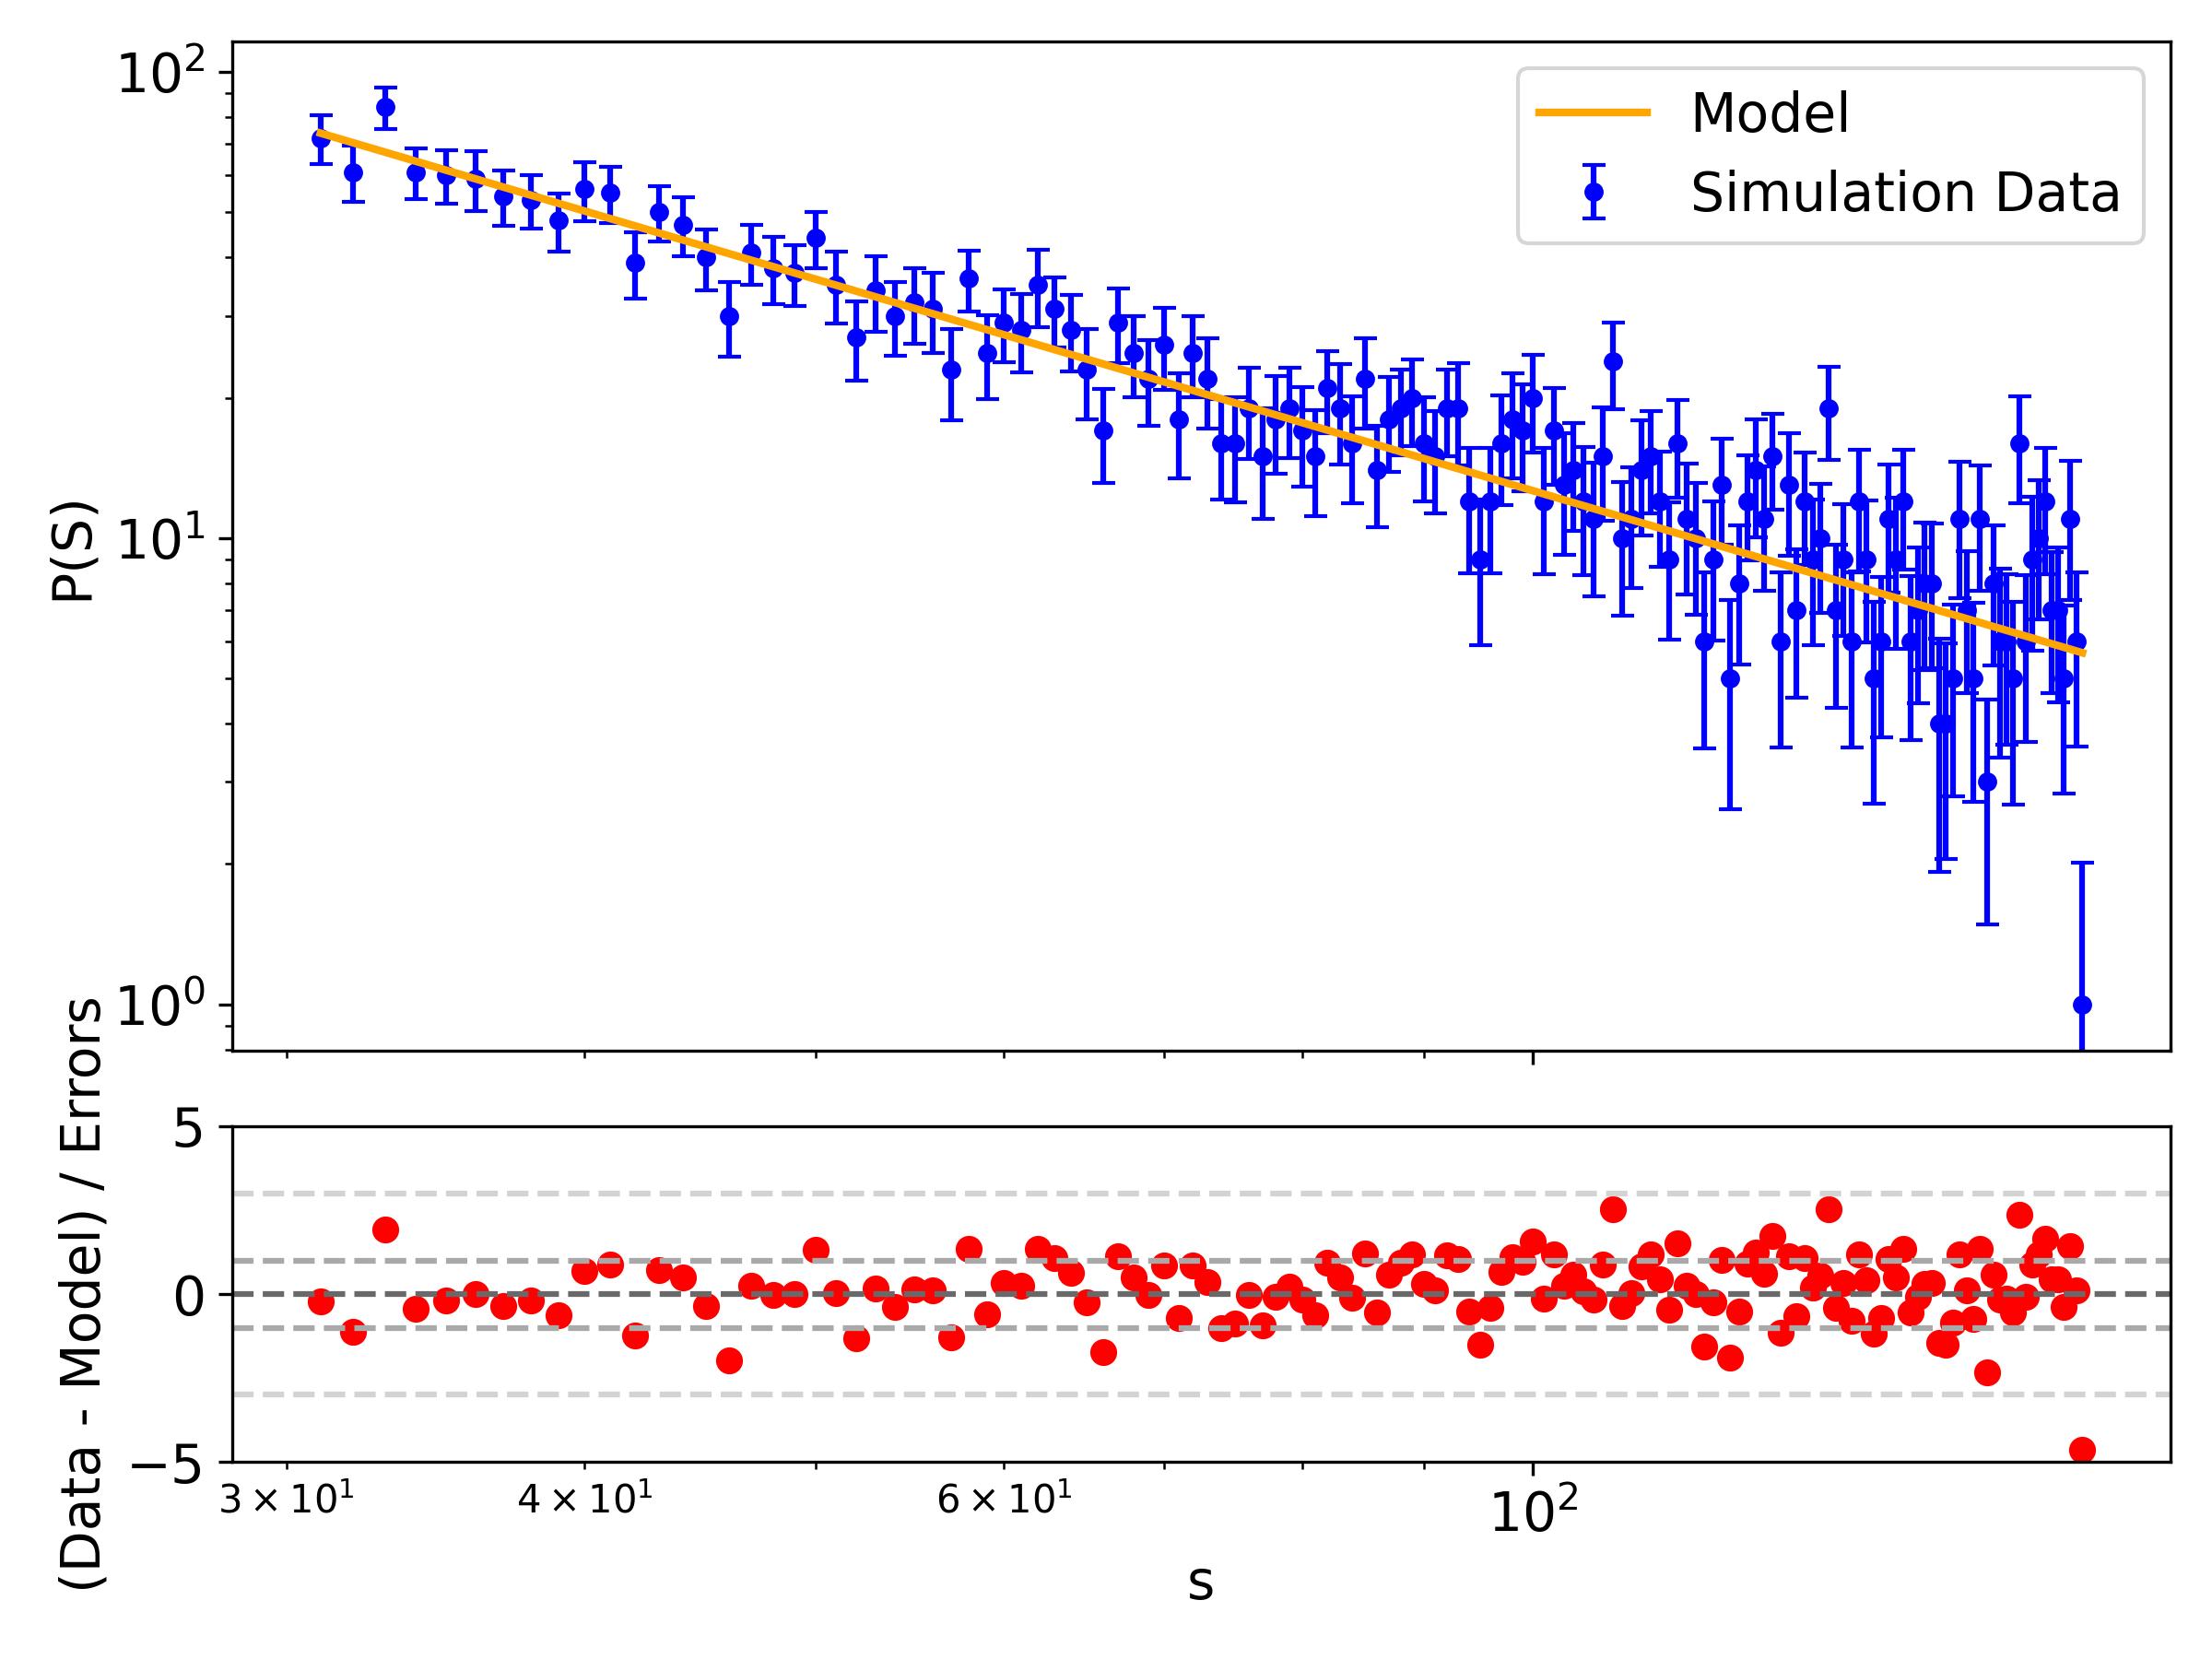 10²
10¹
10⁰
P(S)
Model
Simulation Data
5
0
−5
(Data - Model) / Errors
3 × 10¹
4 × 10¹
6 × 10¹
10²
s